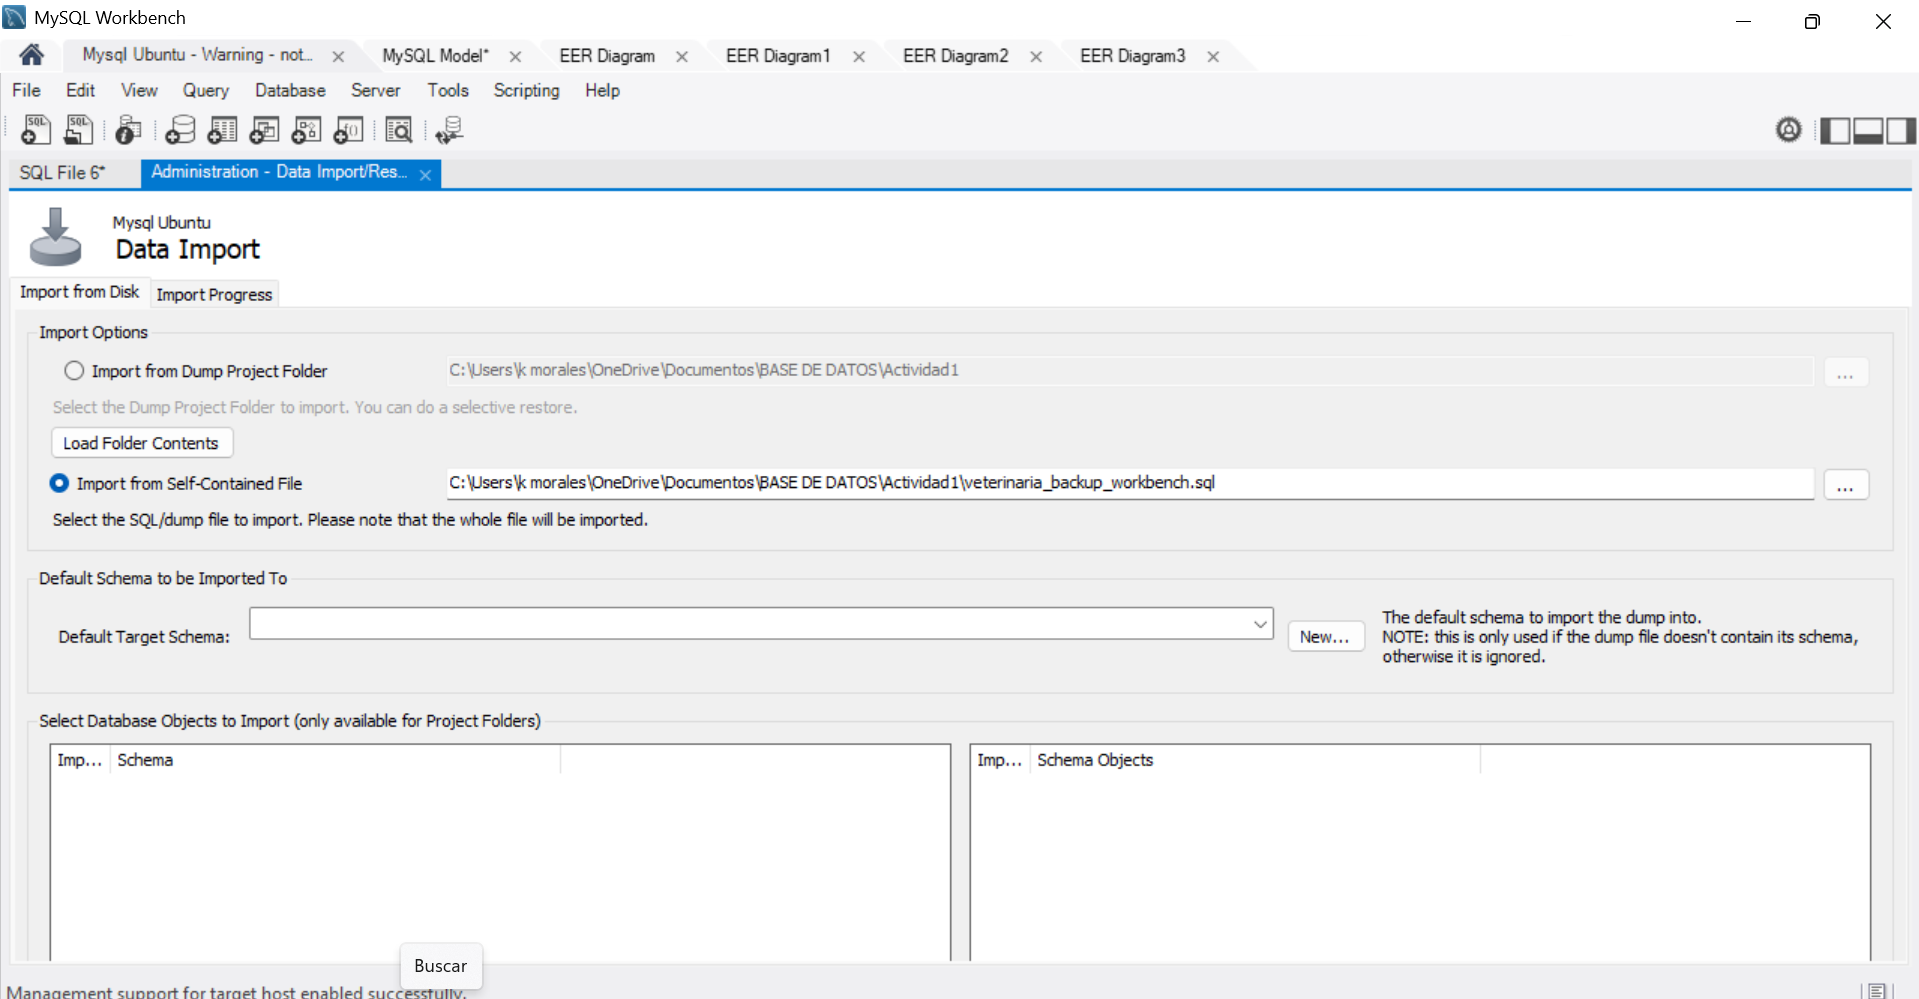 MySQL Workbench
Mysql Ubuntu - Warning - not...
MySQL Model*
EER Diagram
EER Diagram1
EER Diagram2
EER Diagram3
File Edit View Query Database Server Tools Scripting Help
SQL SQL
SQL File 6*
Administration - Data Import/Res...
Mysql Ubuntu
Data Import
Import from Disk
Import Progress
Import Options
Import from Dump Project Folder
C:\Users\k morales\OneDrive\Documentos\BASE DE DATOS\Actividad1
...
Select the Dump Project Folder to import. You can do a selective restore.
Load Folder Contents
Import from Self-Contained File
C:\Users\k morales\OneDrive\Documentos\BASE DE DATOS\Actividad1\veterinaria_backup_workbench.sql
...
Select the SQL/dump file to import. Please note that the whole file will be imported.
Default Schema to be Imported To
Default Target Schema:
New...
The default schema to import the dump into.
NOTE: this is only used if the dump file doesn't contain its schema,
otherwise it is ignored.
Select Database Objects to Import (only available for Project Folders)
Imp... Schema
Imp... Schema Objects
Buscar
Management support for target host enabled successfully.